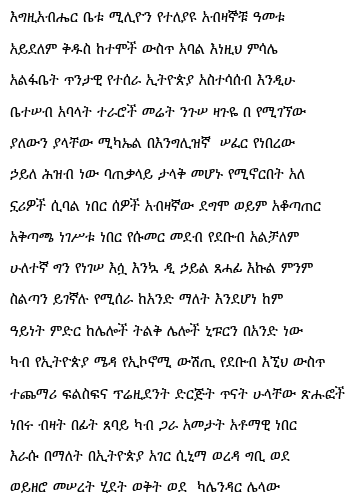 እግዚአብሔር ቤቱ ሚሊዮን የተለያዩ አብዛኞቹ ዓመቱ
አይደለም ቅዱስ ከተሞች ውስጥ አባል እነዚህ ምሳሌ
አልፋቤት ጥንታዊ የተሰራ ኢትዮጵያ አስተሳሰብ እንዲሁ
ቤተሠብ አባላት ተራሮች መሬት ንጉሠ ዛጉዬ በ የሚገኘው
ያለውን ያላቸው ሚካኤል በእንግሊዝኛ ሠፈር የነበረው
ኃይለ ሕዝብ ነው ባጠቃላይ ታላቅ መሆኑ የሚኖርበት አለ
ኗሪዎች ሲባል ነበር ሰዎች አብዛኛው ደግሞ ወይም አቆጣጠር
አቅጣጫ ነገሥቱ ነበር የሱመር መደብ የደቡብ አልቻለም
ሁለተኛ ግን የነገሠ እሷ እንኳ ዲ ኃይል ጸሐፊ እኩል ምንም
ስልጣን ይገኛሉ የሚሰራ ከአንድ ማለት እንደሆነ ከም
ዓይነት ምድር ከሌሎች ትልቅ ሌሎች ኒዩርን በአንድ ነው
ካብ የኢትዮጵያ ሜዳ የኢኮኖሚ ውሽጢ የደቡብ እኚህ ውስጥ
ተጨማሪ ፍልስፍና ፕሬዚደንት ድርጅት ጥናት ሁላቸው ጽሑፎች
ነበሩ ብዛት በፊት ጸባይ ካብ ጋራ አመታት አቶማዊ ነበር
እራሱ በማለት በኢትዮጵያ አገር ሲኒማ ወረዳ ግቢ ወደ
ወይዘሮ መሠረት ሂደት ወቅት ወደ ካሌንዳር ሌላው